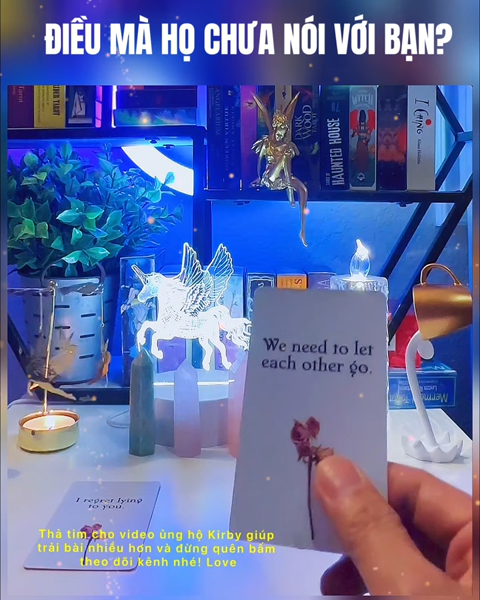 ĐIỀU MÀ HỌ CHƯA NÓI VỚI BẠN?
HAUNTED HOUSE
WITCH
I CHING
We need to let
each other go.
I regret lying
to you.
Thả tim cho video ủng hộ Kirby giúp
trải bài nhiều hơn và đừng quên bấm
theo dõi kênh nhé! Love